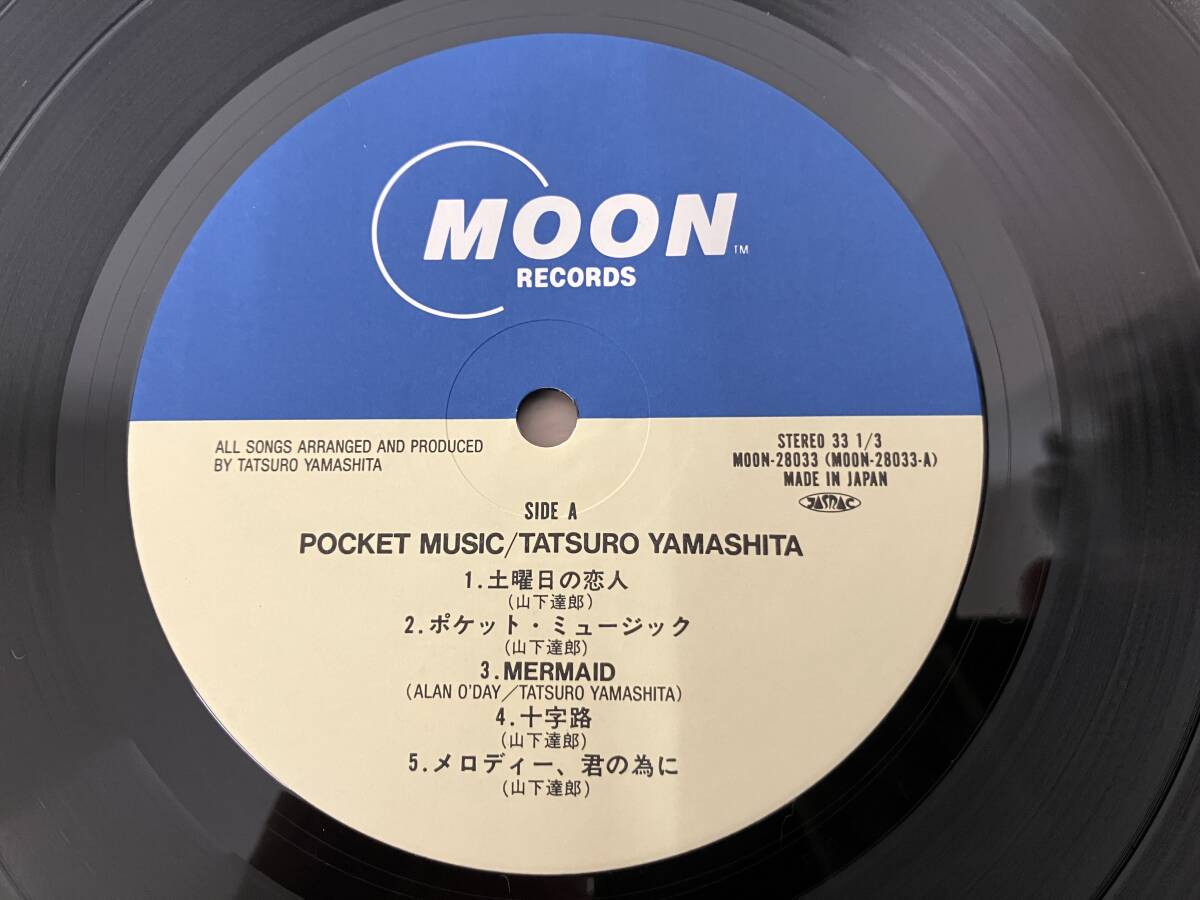 MOON
TM
RECORDS
ALL SONGS ARRANGED AND PRODUCED
BY TATSURO YAMASHITA
STEREO 33 1/3
MOON-28033 (MOON-28033-A)
MADE IN JAPAN
JASRAC
SIDE A
POCKET MUSIC/TATSURO YAMASHITA
1.土曜日の恋人
(山下達郎)
2.ポケット・ミュージック
(山下達郎)
3.MERMAID
(ALAN O'DAY/TATSURO YAMASHITA)
4.十字路
(山下達郎)
5.メロディー、君の為に
(山下達郎)